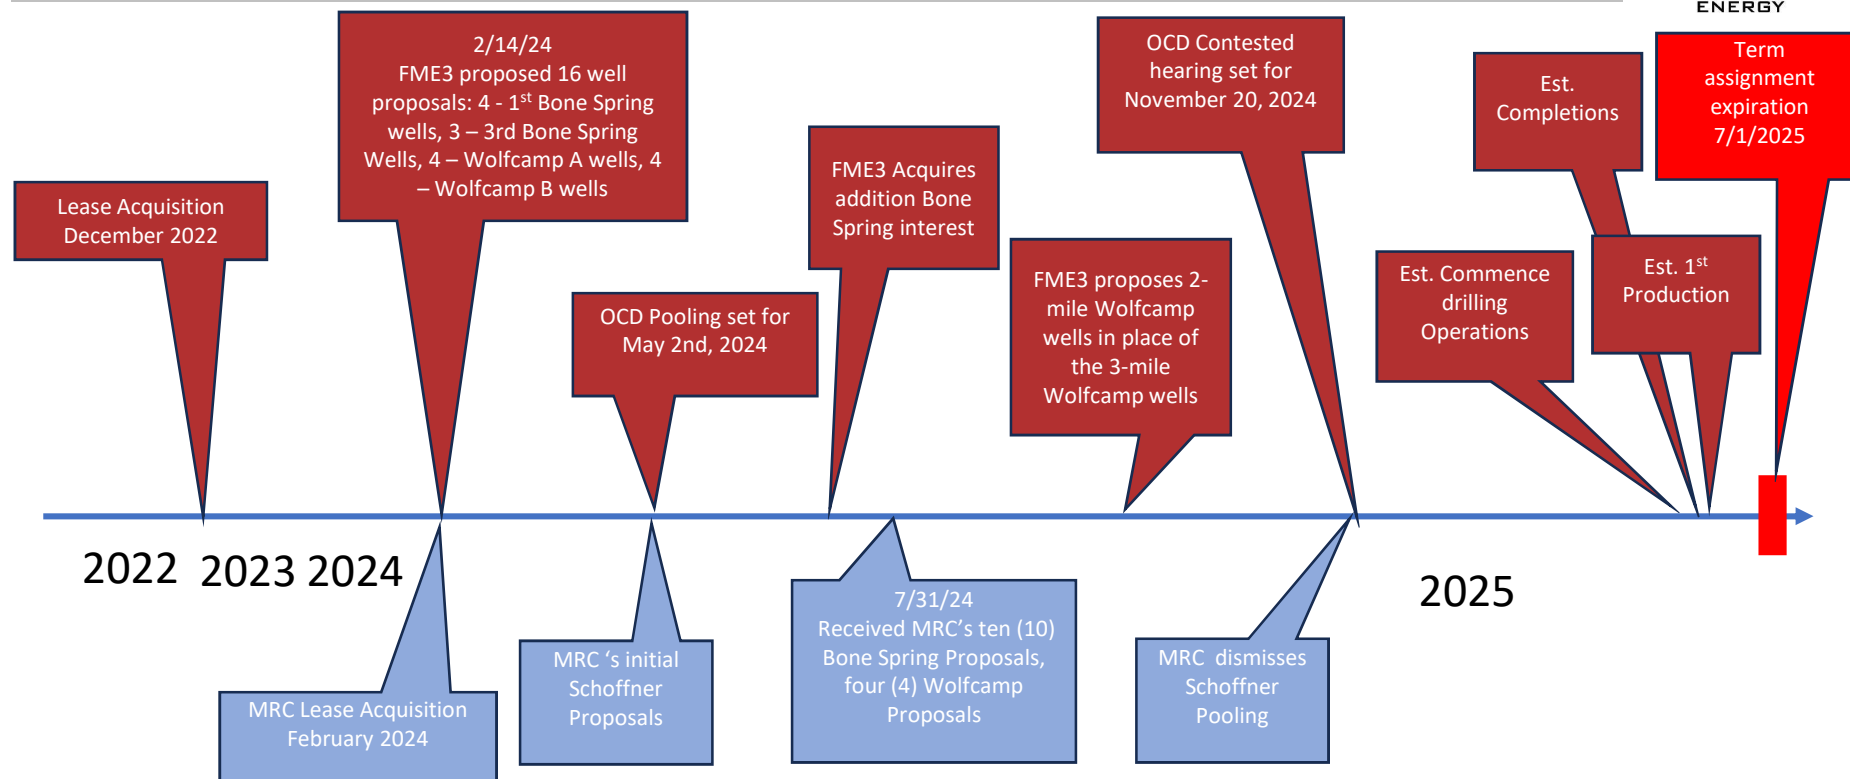 ENERGY
2/14/24
FME3 proposed 16 well
proposals: 4 - 1st Bone Spring
wells, 3 – 3rd Bone Spring
Wells, 4 – Wolfcamp A wells, 4
– Wolfcamp B wells
OCD Contested
hearing set for
November 20, 2024
Term
assignment
expiration
7/1/2025
Est.
Completions
FME3 Acquires
addition Bone
Spring interest
Lease Acquisition
December 2022
FME3 proposes 2-
mile Wolfcamp
wells in place of
the 3-mile
Wolfcamp wells
Est. Commence
drilling
Operations
Est. 1st
Production
OCD Pooling set for
May 2nd, 2024
2022
2023
2024
2025
MRC Lease Acquisition
February 2024
MRC ‘s initial
Schoffner
Proposals
7/31/24
Received MRC’s ten (10)
Bone Spring Proposals,
four (4) Wolfcamp
Proposals
MRC  dismisses
Schoffner
Pooling